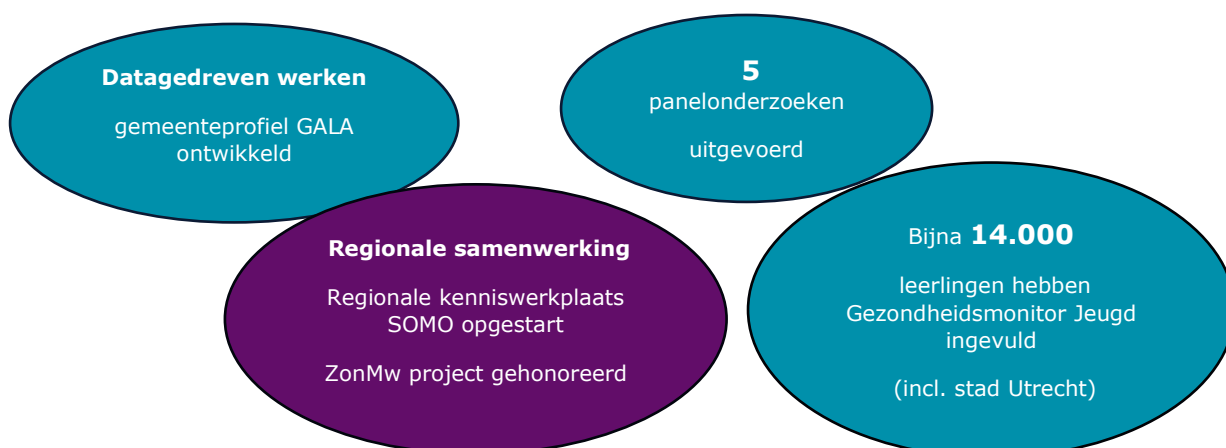 Datagedreven werken
gemeenteprofiel GALA
ontwikkeld
5
panelonderzoeken
uitgevoerd
Regionale samenwerking
Regionale kenniswerkplaats
SOMO opgestart
ZonMw project gehonoreerd
Bijna 14.000
leerlingen hebben
Gezondheidsmonitor Jeugd
ingevuld
(incl. stad Utrecht)